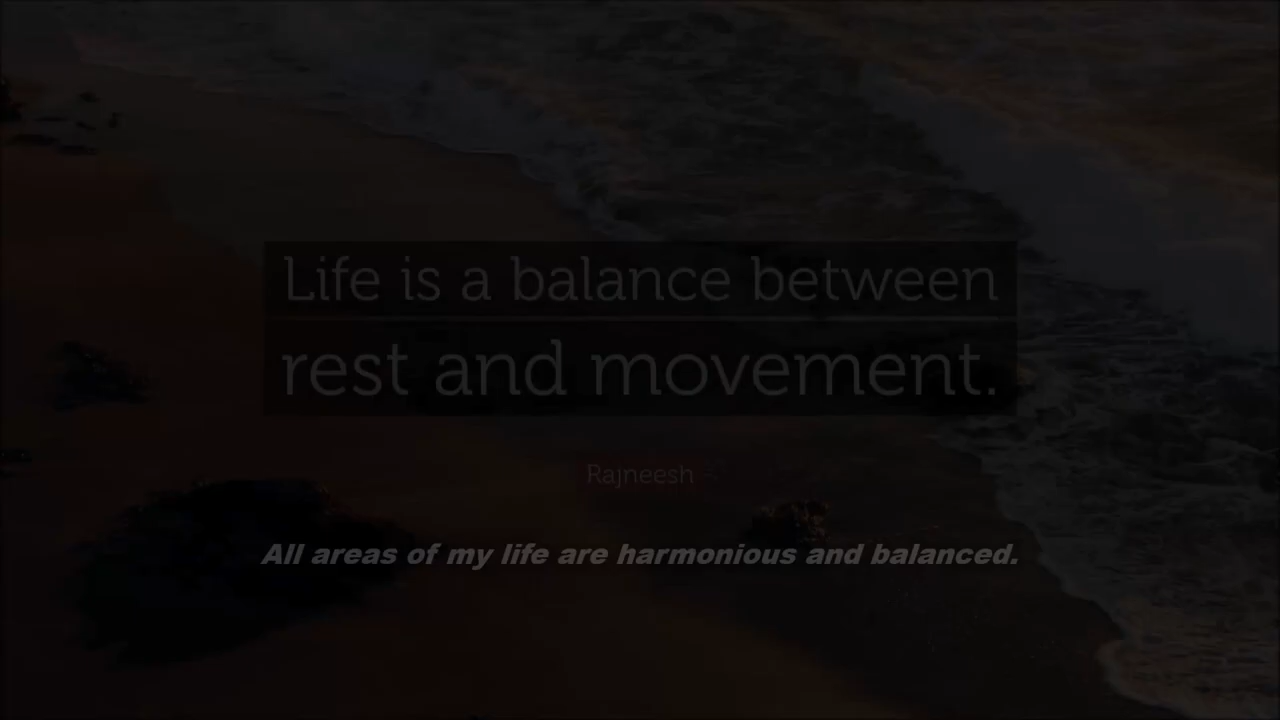 Life is a balance between
rest and movement.
Rajneesh
All areas of my life are harmonious and balanced.